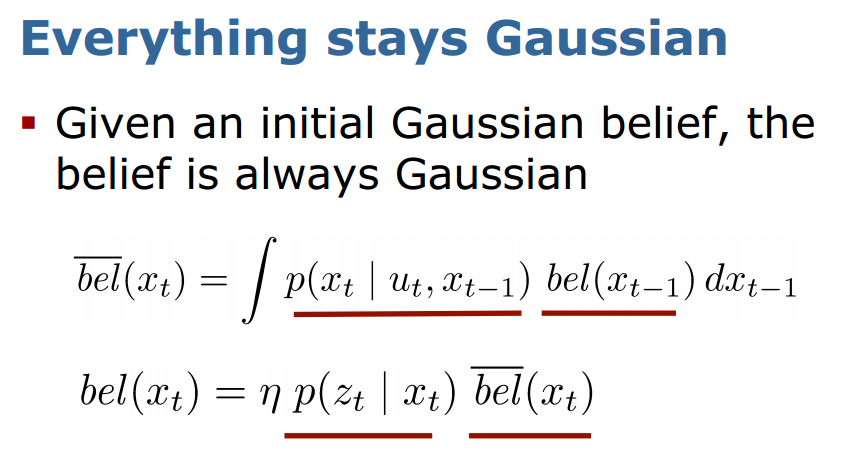 Everything stays Gaussian
▪ Given an initial Gaussian belief, the
belief is always Gaussian
$\overline{bel}(x_t) = \int p(x_t \mid u_t, x_{t-1}) \; bel(x_{t-1}) \, dx_{t-1}$
$bel(x_t) = \eta \; p(z_t \mid x_t) \; \overline{bel}(x_t)$